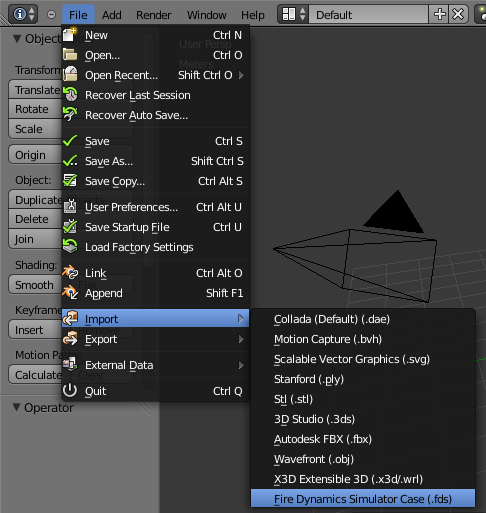 File Add Render Window Help Default
User Persp
Meters
Object
Transform
Translate
Rotate
Scale
Origin
Object:
Duplicate
Delete
Join
Shading:
Smooth
Keyframe
Insert
Motion Pa
Calculate
Operator
New Ctrl N
Open... Ctrl O
Open Recent... Shift Ctrl O
Recover Last Session
Recover Auto Save...
Save Ctrl S
Save As... Shift Ctrl S
Save Copy... Ctrl Alt S
User Preferences... Ctrl Alt U
Save Startup File Ctrl U
Load Factory Settings
Link Ctrl Alt O
Append Shift F1
Import
Export
External Data
Quit Ctrl Q
Collada (Default) (.dae)
Motion Capture (.bvh)
Scalable Vector Graphics (.svg)
Stanford (.ply)
Stl (.stl)
3D Studio (.3ds)
Autodesk FBX (.fbx)
Wavefront (.obj)
X3D Extensible 3D (.x3d/.wrl)
Fire Dynamics Simulator Case (.fds)